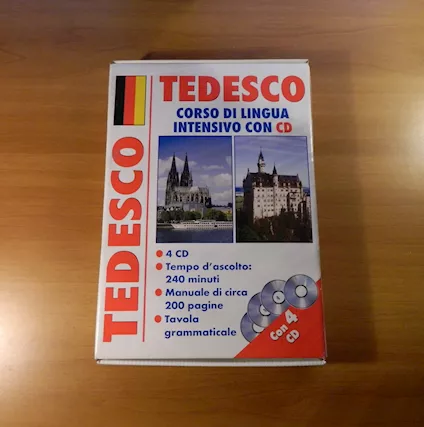 TEDESCO
TEDESCO
CORSO DI LINGUA
INTENSIVO CON CD
• 4 CD
• Tempo d'ascolto:
240 minuti
• Manuale di circa
200 pagine
• Tavola
grammaticale
Con 4
CD